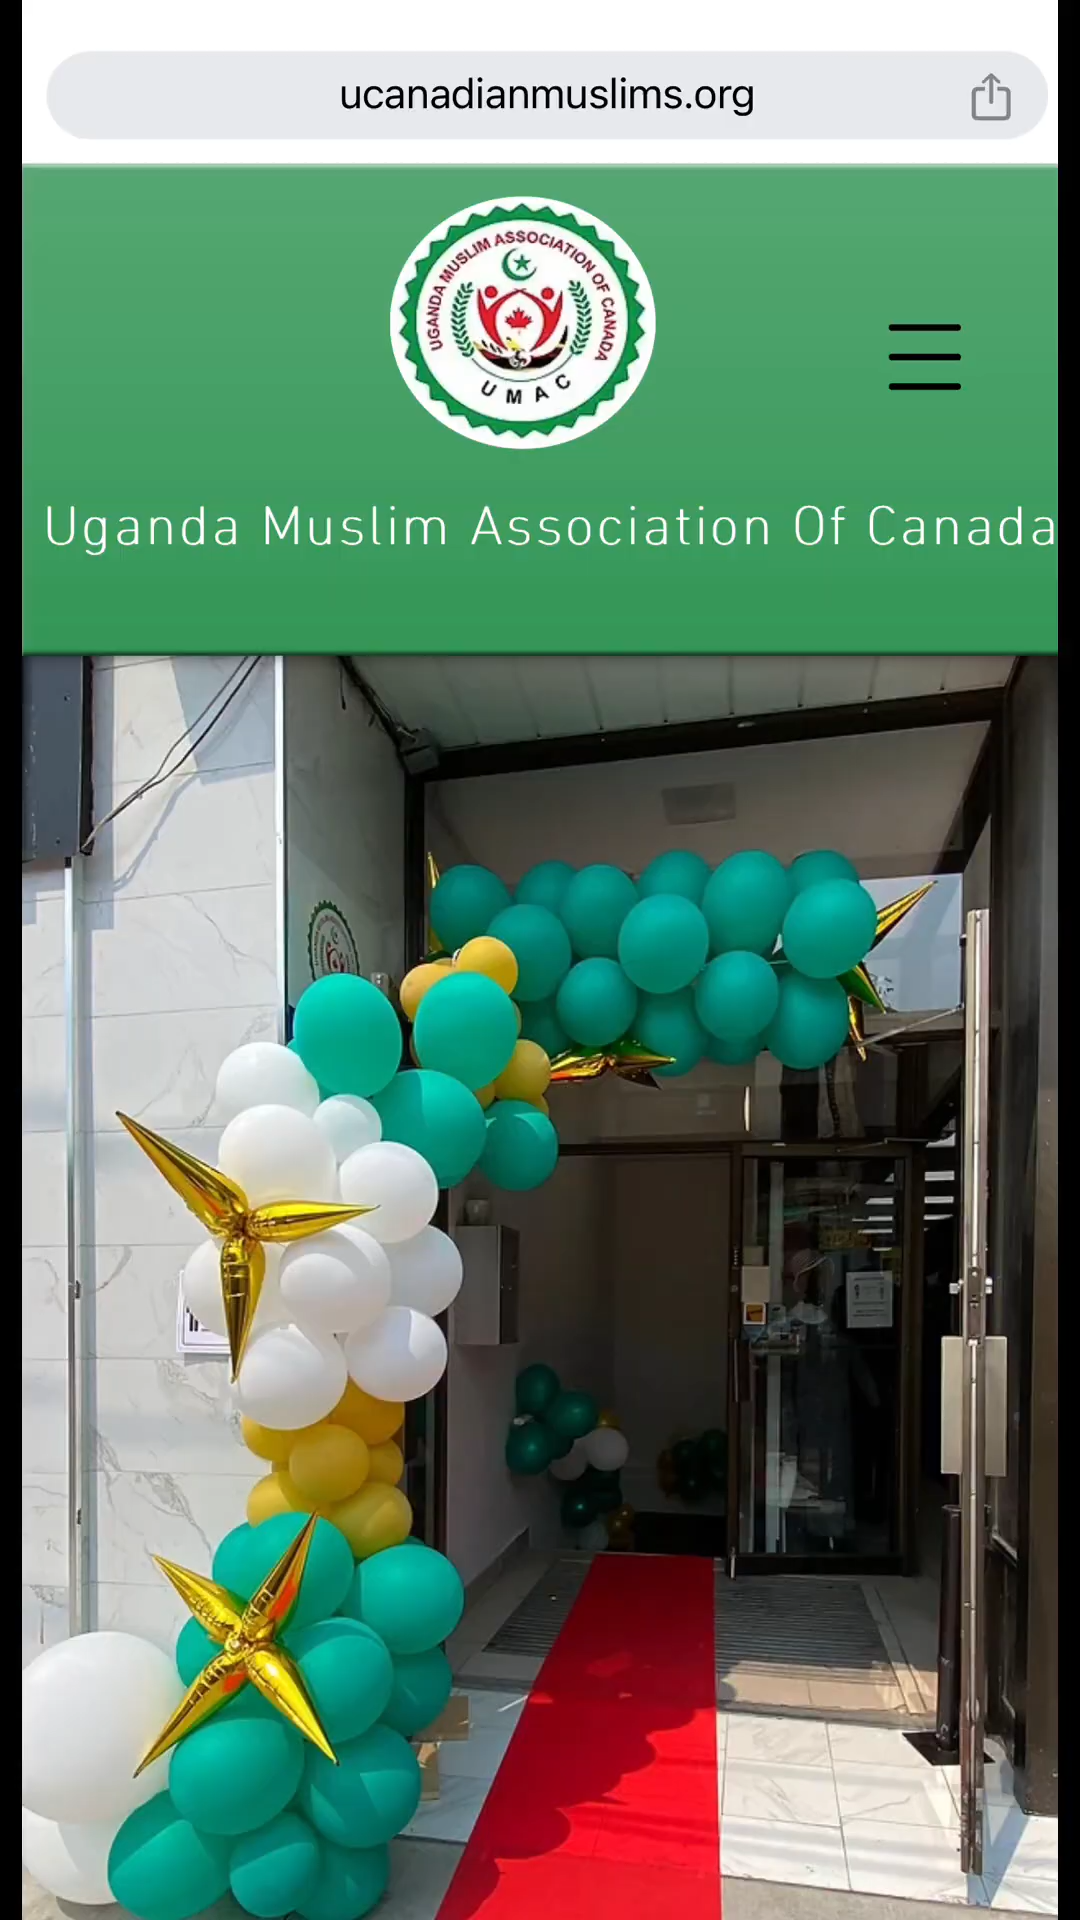 ucanadianmuslims.org
UGANDA MUSLIM ASSOCIATION OF CANADA
UMAC
Uganda Muslim Association Of Canada